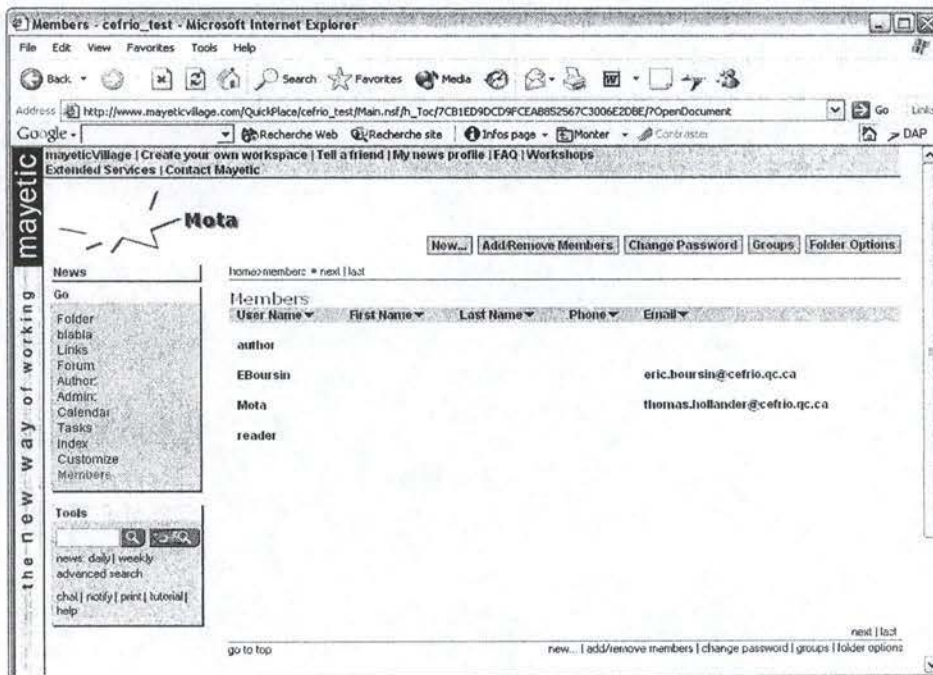 Members - cefrio_test - Microsoft Internet Explorer
File Edit View Favorites Tools Help
Back Search Favorites Media
Address http://www.mayeticvillage.com/QuickPlace/cefrio_test/Main.nsf/h_Toc/7CB1ED9DCD9FCEAB852567C3006E2DBE/?OpenDocument Go Links
Google Recherche Web Recherche site Infos page Monter Contraster DAP
mayeticVillage | Create your own workspace | Tell a friend | My news profile | FAQ | Workshops
Extended Services | Contact Mayetic
mayetic
the new way of working
Mota
New... Add/Remove Members Change Password Groups Folder Options
News
home>members next | last
Go
Folder
blabla
Links
Forum
Author:
Admin:
Calendar
Tasks
Index
Customize
Members
Members
User Name First Name Last Name Phone Email
author
EBoursin eric.boursin@cefrio.qc.ca
Mota thomas.hollander@cefrio.qc.ca
reader
Tools
news: daily | weekly
advanced search
chat | notify | print | tutorial |
help
next | last
go to top new... | add/remove members | change password | groups | folder options